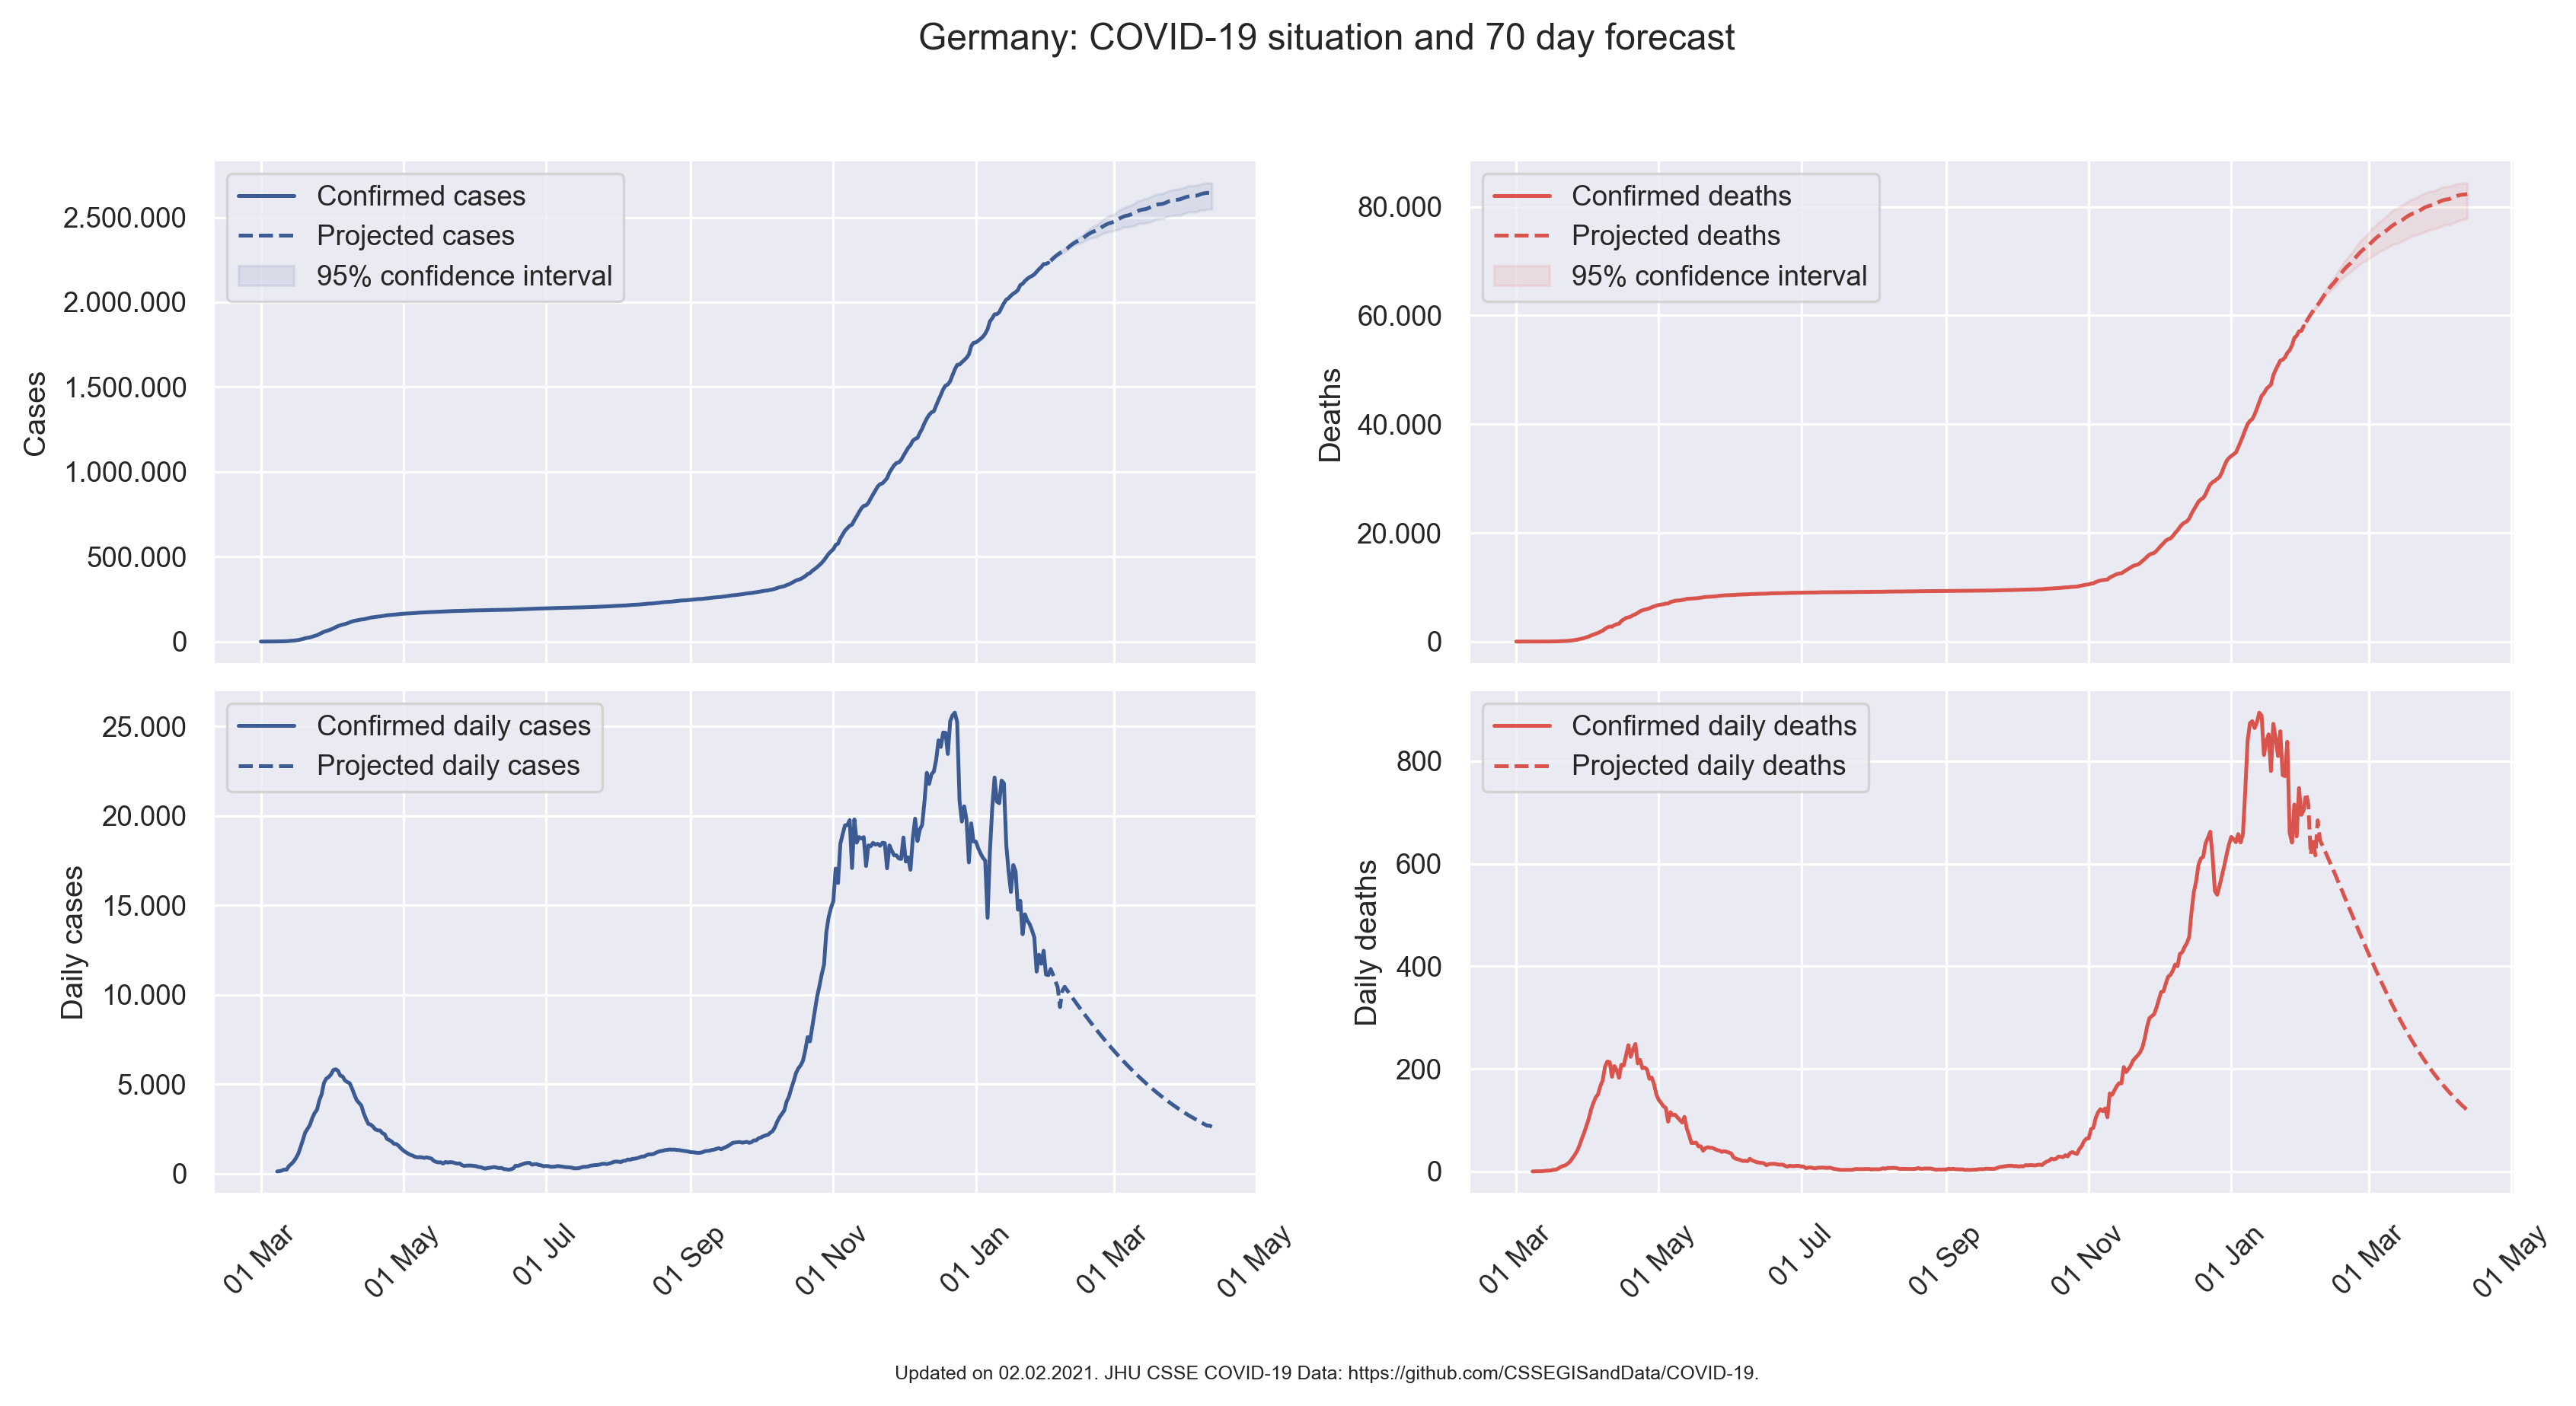 Germany: COVID-19 situation and 70 day forecast
Confirmed cases
Projected cases
95% confidence interval
Cases
2.500.000
2.000.000
1.500.000
1.000.000
500.000
0
Confirmed deaths
Projected deaths
95% confidence interval
Deaths
80.000
60.000
40.000
20.000
0
Confirmed daily cases
Projected daily cases
Daily cases
25.000
20.000
15.000
10.000
5.000
0
01 Mar
01 May
01 Jul
01 Sep
01 Nov
01 Jan
01 Mar
01 May
Confirmed daily deaths
Projected daily deaths
Daily deaths
800
600
400
200
0
01 Mar
01 May
01 Jul
01 Sep
01 Nov
01 Jan
01 Mar
01 May
Updated on 02.02.2021. JHU CSSE COVID-19 Data: https://github.com/CSSEGISandData/COVID-19.